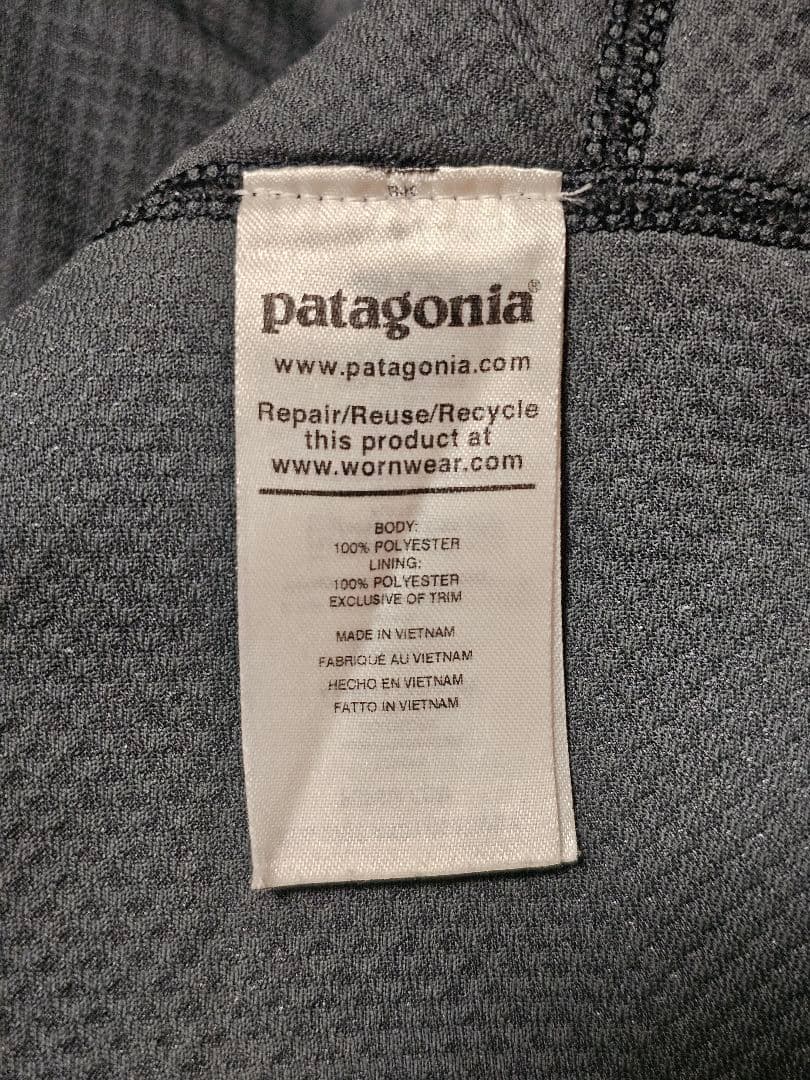 patagonia®
www.patagonia.com
Repair/Reuse/Recycle
this product at
www.wornwear.com
BODY:
100% POLYESTER
LINING:
100% POLYESTER
EXCLUSIVE OF TRIM
MADE IN VIETNAM
FABRIQUÉ AU VIETNAM
HECHO EN VIETNAM
FATTO IN VIETNAM